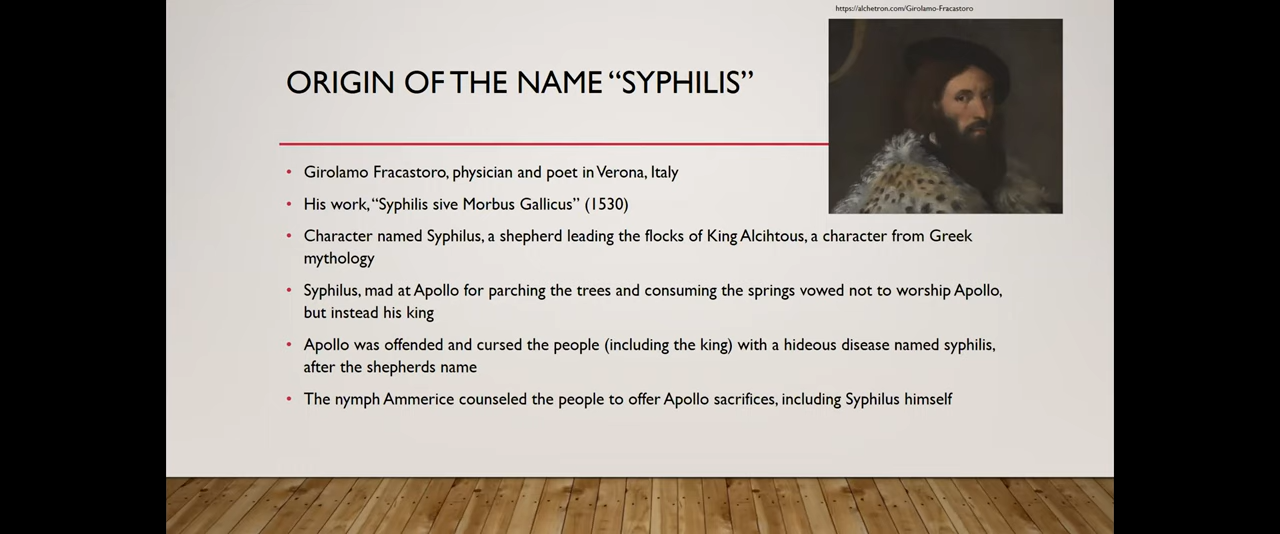 https://alchetron.com/Girolamo-Fracastoro
ORIGIN OF THE NAME “SYPHILIS”
• Girolamo Fracastoro, physician and poet in Verona, Italy
• His work, “Syphilis sive Morbus Gallicus” (1530)
• Character named Syphilus, a shepherd leading the flocks of King Alcihtous, a character from Greek
mythology
• Syphilus, mad at Apollo for parching the trees and consuming the springs vowed not to worship Apollo,
but instead his king
• Apollo was offended and cursed the people (including the king) with a hideous disease named syphilis,
after the shepherds name
• The nymph Ammerice counseled the people to offer Apollo sacrifices, including Syphilus himself